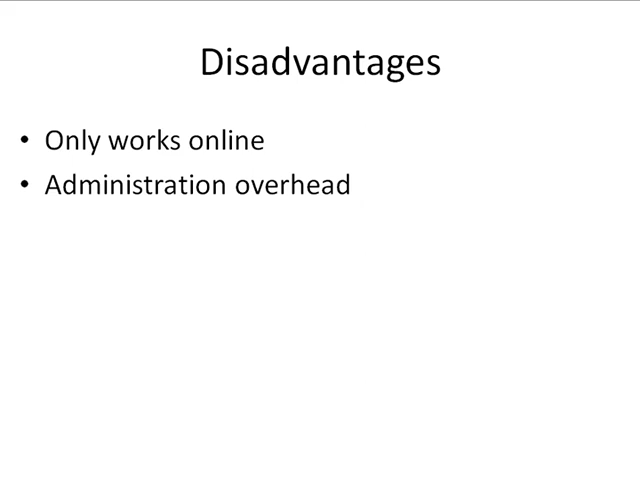 Disadvantages
• Only works online
• Administration overhead